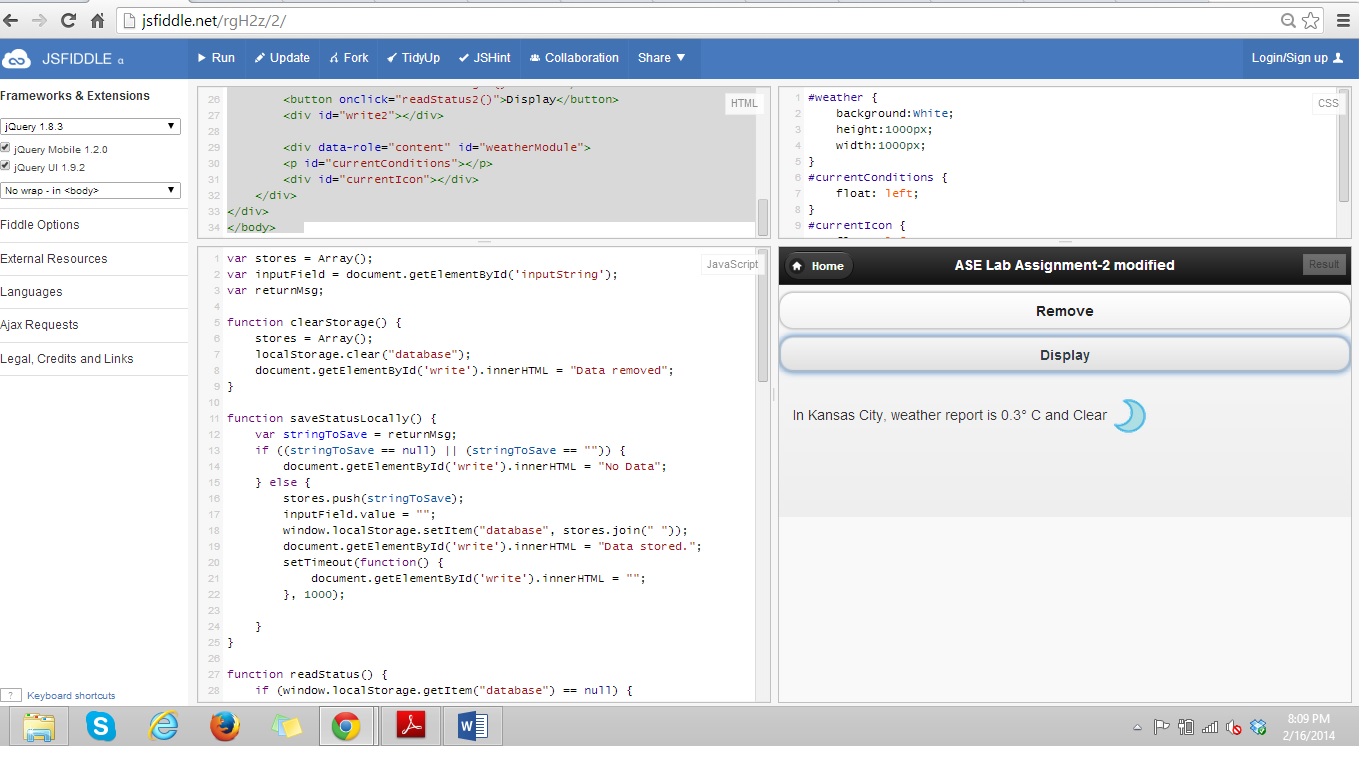 jsfiddle.net/rgH2z/2/
JSFIDDLE α
Run
Update
Fork
TidyUp
JSHint
Collaboration
Share ▼
Login/Sign up
Frameworks & Extensions
jQuery 1.8.3
jQuery Mobile 1.2.0
jQuery UI 1.9.2
No wrap - in <body>
Fiddle Options
External Resources
Languages
Ajax Requests
Legal, Credits and Links
? Keyboard shortcuts
HTML
26 <button onclick="readStatus2()">Display</button>
27 <div id="write2"></div>
28
29 <div data-role="content" id="weatherModule">
30 <p id="currentConditions"></p>
31 <div id="currentIcon"></div>
32 </div>
33 </div>
34 </body>
CSS
1 #weather {
2 background:White;
3 height:1000px;
4 width:1000px;
5 }
6 #currentConditions {
7 float: left;
8 }
9 #currentIcon {
JavaScript
1 var stores = Array();
2 var inputField = document.getElementById('inputString');
3 var returnMsg;
4
5 function clearStorage() {
6 stores = Array();
7 localStorage.clear("database");
8 document.getElementById('write').innerHTML = "Data removed";
9 }
10
11 function saveStatusLocally() {
12 var stringToSave = returnMsg;
13 if ((stringToSave == null) || (stringToSave == "")) {
14 document.getElementById('write').innerHTML = "No Data";
15 } else {
16 stores.push(stringToSave);
17 inputField.value = "";
18 window.localStorage.setItem("database", stores.join(" "));
19 document.getElementById('write').innerHTML = "Data stored.";
20 setTimeout(function() {
21 document.getElementById('write').innerHTML = "";
22 }, 1000);
23
24 }
25 }
26
27 function readStatus() {
28 if (window.localStorage.getItem("database") == null) {
Home
ASE Lab Assignment-2 modified
Result
Remove
Display
In Kansas City, weather report is 0.3° C and Clear
8:09 PM
2/16/2014